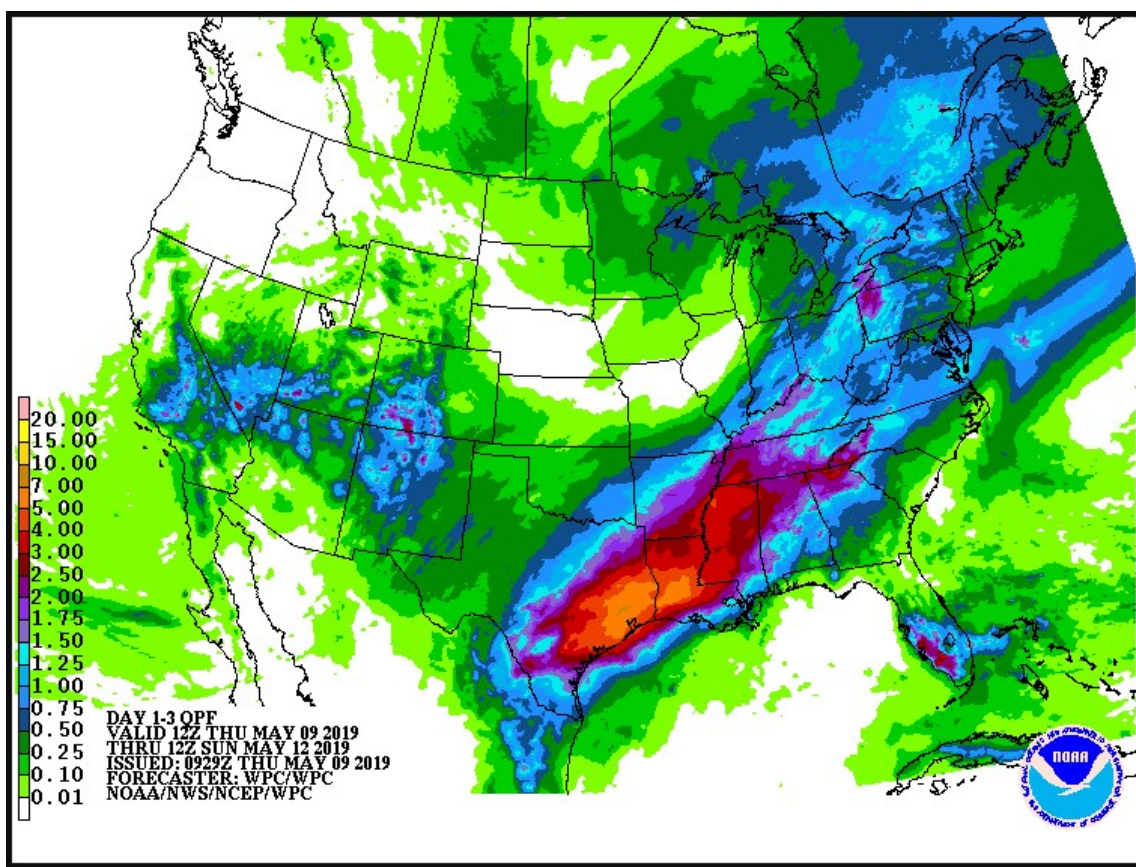 20.00
15.00
10.00
7.00
5.00
4.00
3.00
2.50
2.00
1.75
1.50
1.25
1.00
0.75
0.50
0.25
0.10
0.01
DAY 1-3 QPF
VALID 12Z THU MAY 09 2019
THRU 12Z SUN MAY 12 2019
ISSUED: 0929Z THU MAY 09 2019
FORECASTER: WPC/WPC
NOAA/NWS/NCEP/WPC
NOAA